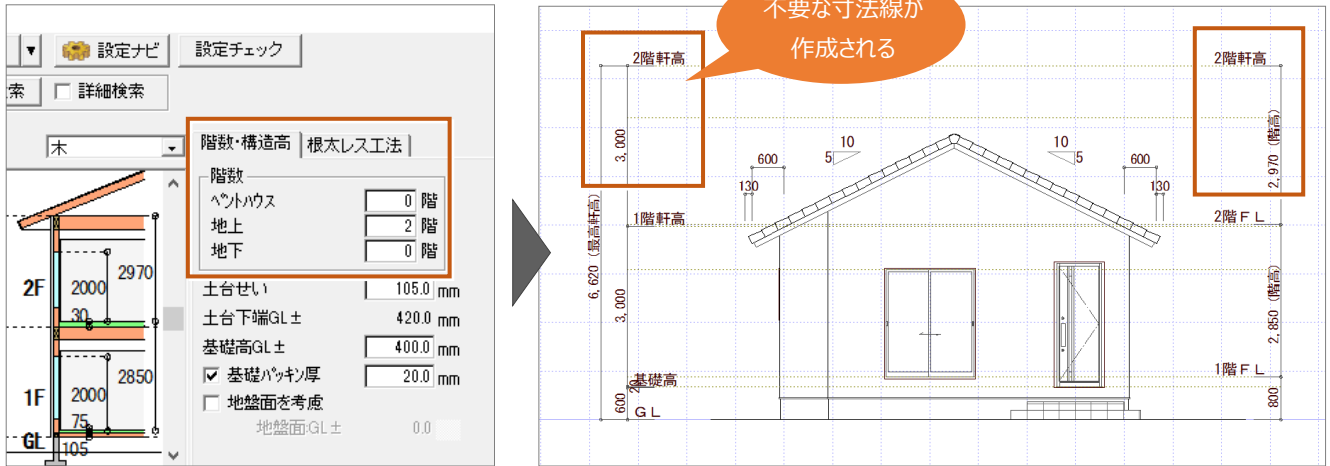 設定ナビ
設定チェック
索
詳細検索
木
階数・構造高
根太レス工法
階数
ペントハウス 0 階
地上 2 階
地下 0 階
土台せい 105.0 mm
土台下端GL± 420.0 mm
基礎高GL± 400.0 mm
基礎パッキン厚 20.0 mm
地盤面を考慮
地盤面:GL± 0.0
2F
2000
2970
30
1F
2000
2850
75
GL
105
不要な寸法線が
作成される
2階軒高
2階軒高
3,000
2,970 (階高)
10
5
10
5
600
600
130
130
1階軒高
2階FL
6,620 (最高軒高)
3,000
2,850 (階高)
基礎高
20
1階FL
600
GL
800